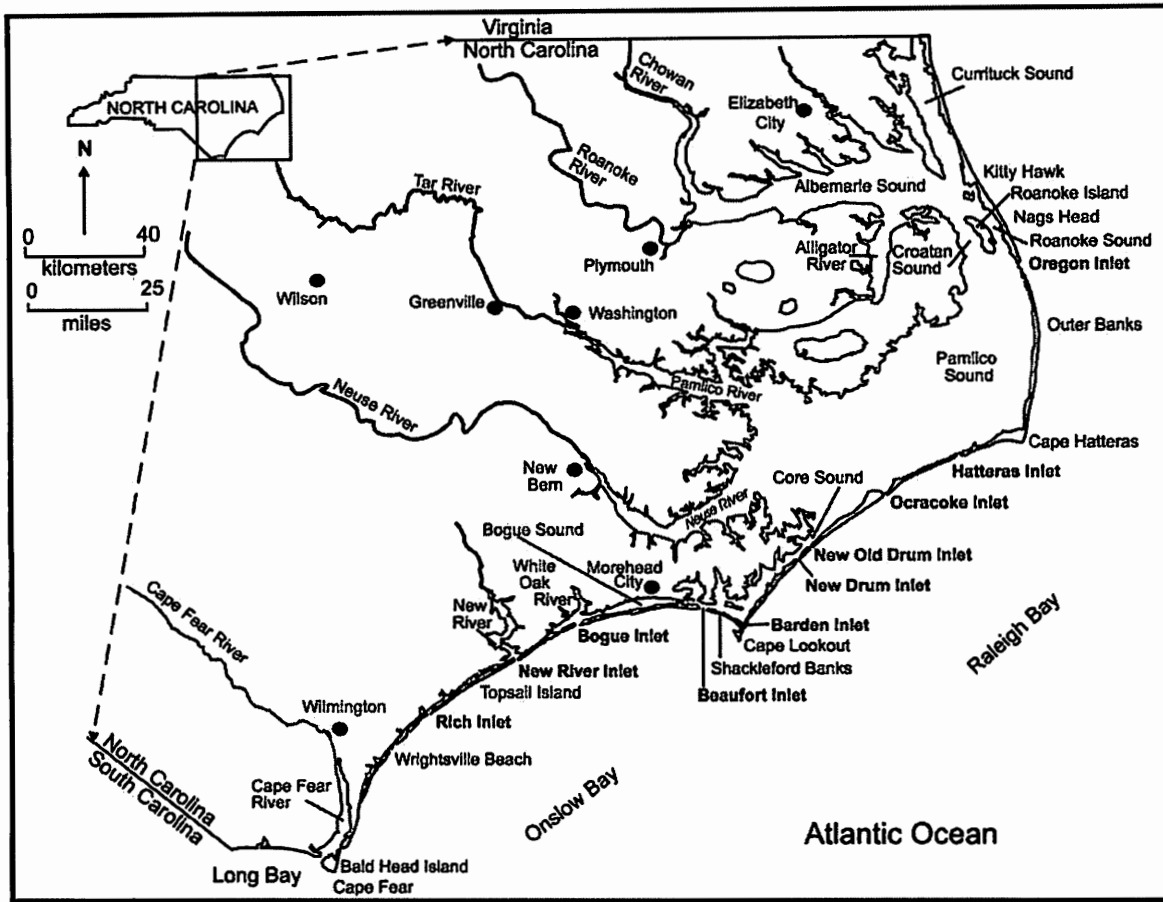 Virginia
North Carolina
NORTH CAROLINA
N
0 40
kilometers
0 25
miles
Chowan
River
Elizabeth
City
Currituck Sound
Roanoke
River
Tar River
Albemarle Sound
Kitty Hawk
Roanoke Island
Nags Head
Roanoke Sound
Oregon Inlet
Alligator
River
Croatan
Sound
Plymouth
Wilson
Greenville
Washington
Outer Banks
Pamlico
Sound
Pamlico River
Neuse River
Cape Hatteras
Hatteras Inlet
Ocracoke Inlet
New
Bern
Core Sound
Neuse River
Bogue Sound
New Old Drum Inlet
New Drum Inlet
White
Oak
River
Morehead
City
New
River
Bogue Inlet
Barden Inlet
Cape Lookout
Shackleford Banks
Beaufort Inlet
Raleigh Bay
Cape Fear River
New River Inlet
Topsail Island
Rich Inlet
Wilmington
Wrightsville Beach
North Carolina
South Carolina
Cape Fear
River
Onslow Bay
Atlantic Ocean
Long Bay
Bald Head Island
Cape Fear